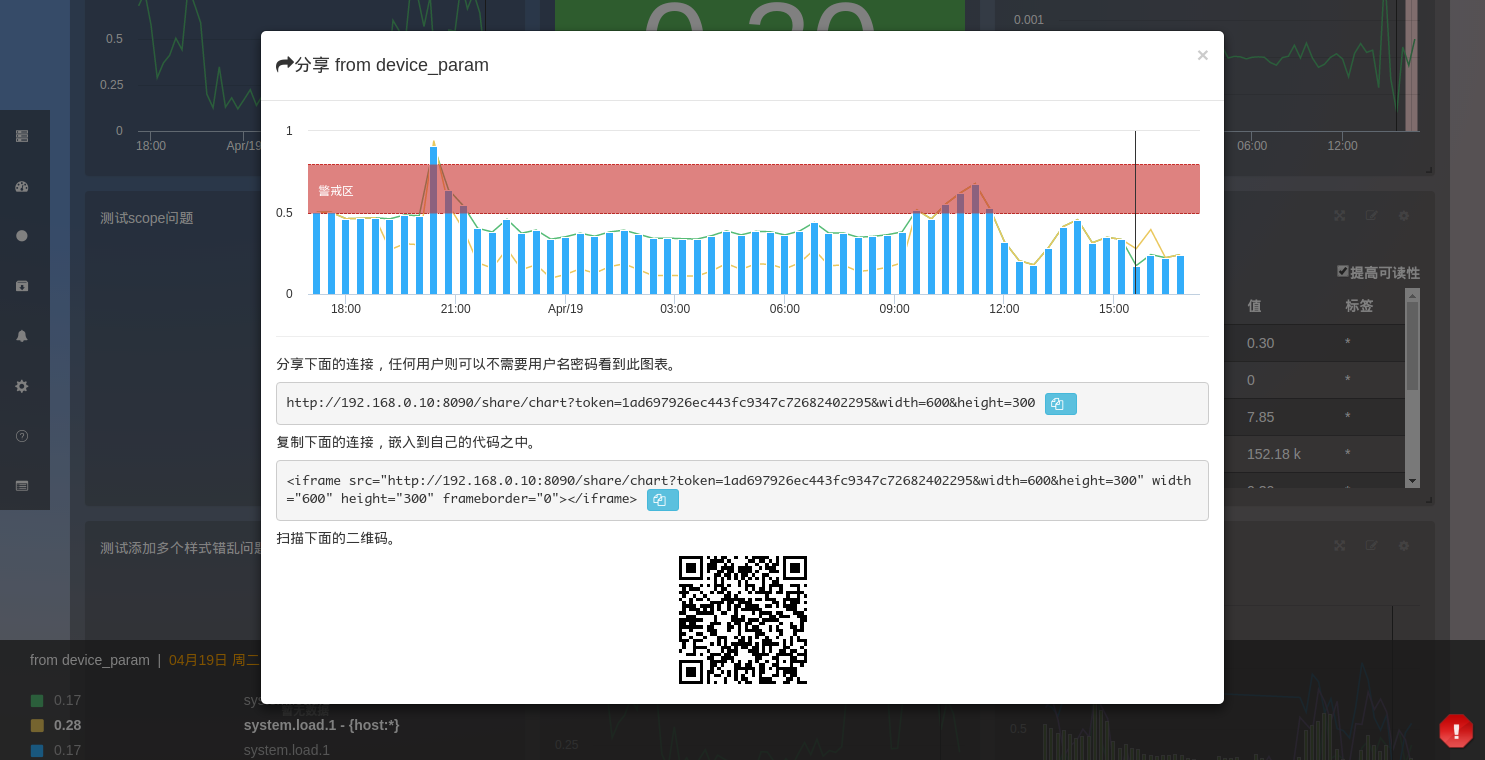 0.30
0.5
0.25
0
18:00
Apr/19
0.001
06:00
12:00
分享 from device_param
×
1
0.5
0
警戒区
18:00
21:00
Apr/19
03:00
06:00
09:00
12:00
15:00
分享下面的连接，任何用户则可以不需要用户名密码看到此图表。
http://192.168.0.10:8090/share/chart?token=1ad697926ec443fc9347c72682402295&width=600&height=300
复制下面的连接，嵌入到自己的代码之中。
<iframe src="http://192.168.0.10:8090/share/chart?token=1ad697926ec443fc9347c72682402295&width=600&height=300" width
="600" height="300" frameborder="0"></iframe>
扫描下面的二维码。
测试scope问题
提高可读性
值 标签
0.30 *
0 *
7.85 *
152.18 k *
测试添加多个样式错乱问题
from device_param | 04月19日 周二
0.17
0.28 system.load.1 - {host:*}
0.17 system.load.1
暂无数据
0.25
0.5